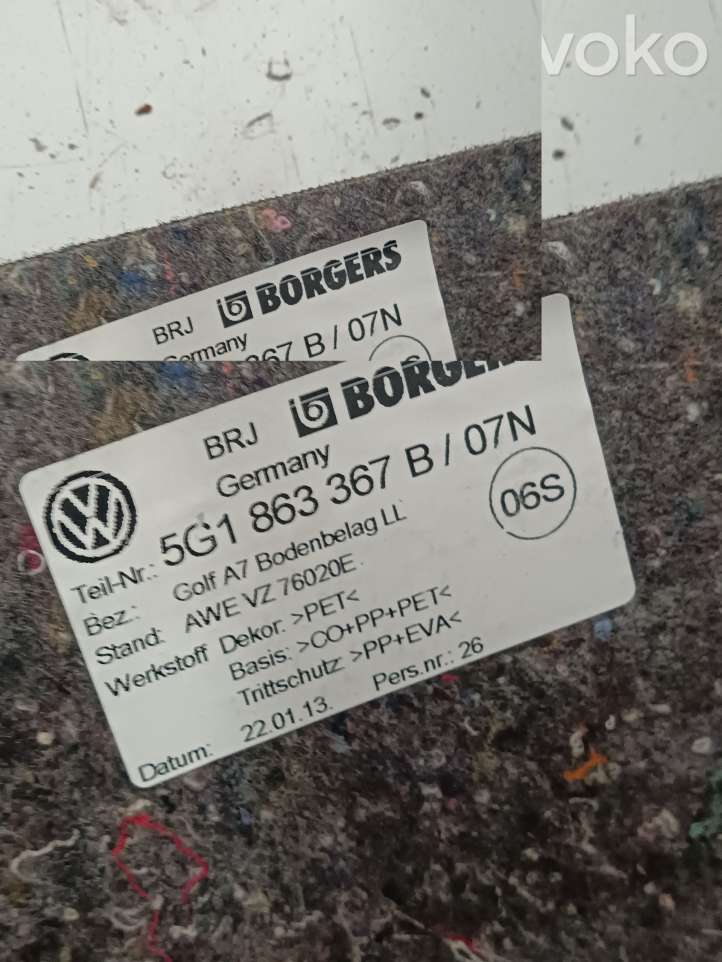 voko
BRJ BORGERS
Germany
367 B / 07N
BRJ BORGERS
Germany
5G1 863 367 B / 07N
06S
Teil-Nr.:
Bez.: Golf A7 Bodenbelag LL
Stand: AWE VZ 76020E
Werkstoff Dekor: >PET<
Basis: >CO+PP+PET<
Trittschutz >PP+EVA<
Datum: 22.01.13. Pers.nr.: 26